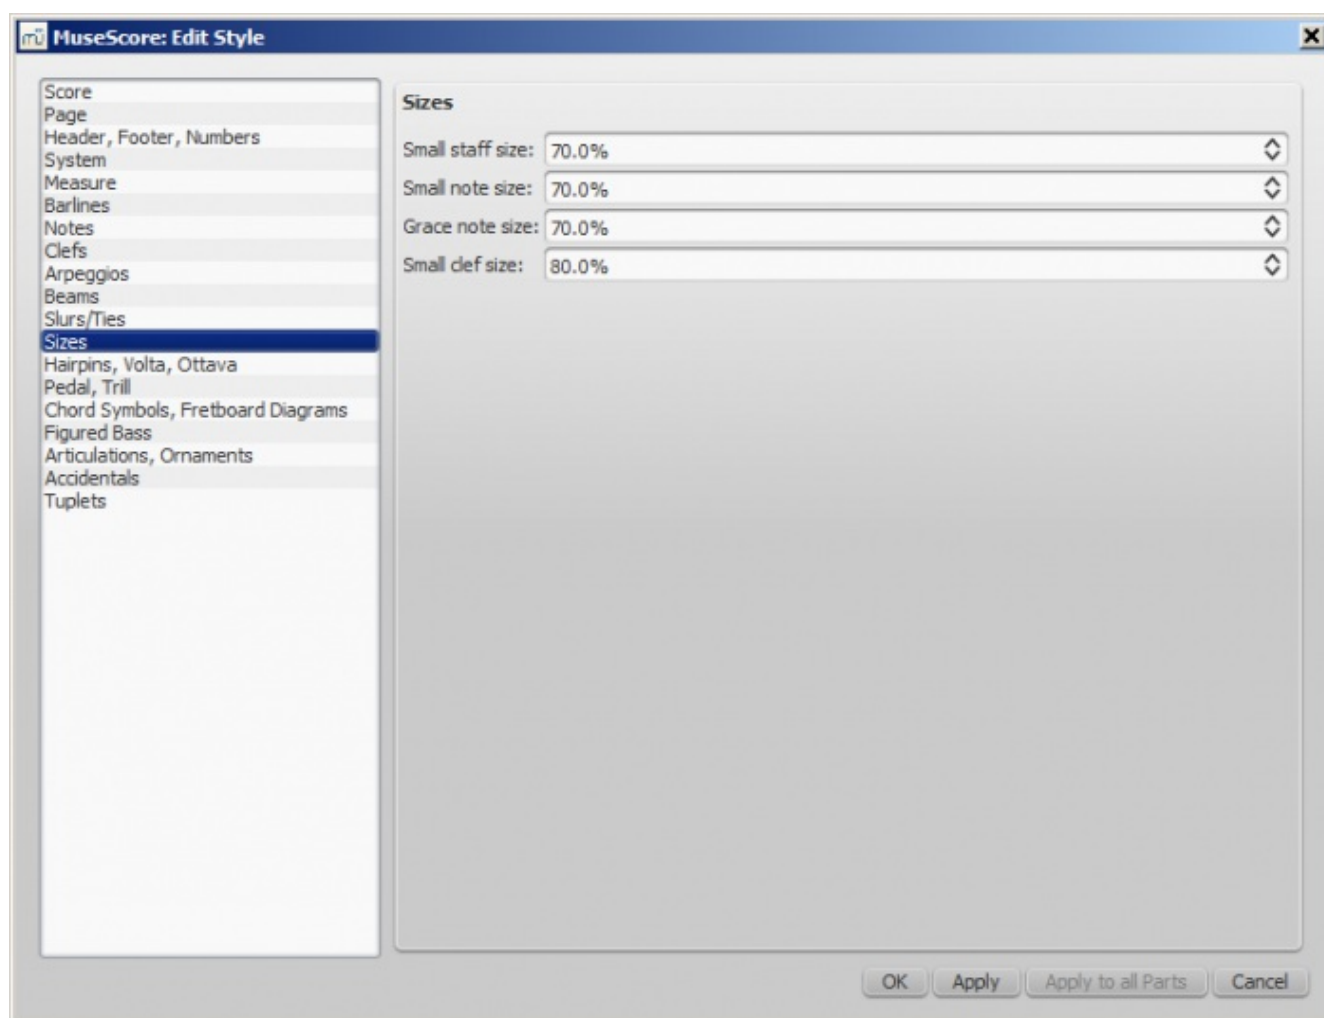 mü MuseScore: Edit Style
Score
Page
Header, Footer, Numbers
System
Measure
Barlines
Notes
Clefs
Arpeggios
Beams
Slurs/Ties
Sizes
Hairpins, Volta, Ottava
Pedal, Trill
Chord Symbols, Fretboard Diagrams
Figured Bass
Articulations, Ornaments
Accidentals
Tuplets
Sizes
Small staff size: 70.0%
Small note size: 70.0%
Grace note size: 70.0%
Small clef size: 80.0%
OK Apply Apply to all Parts Cancel